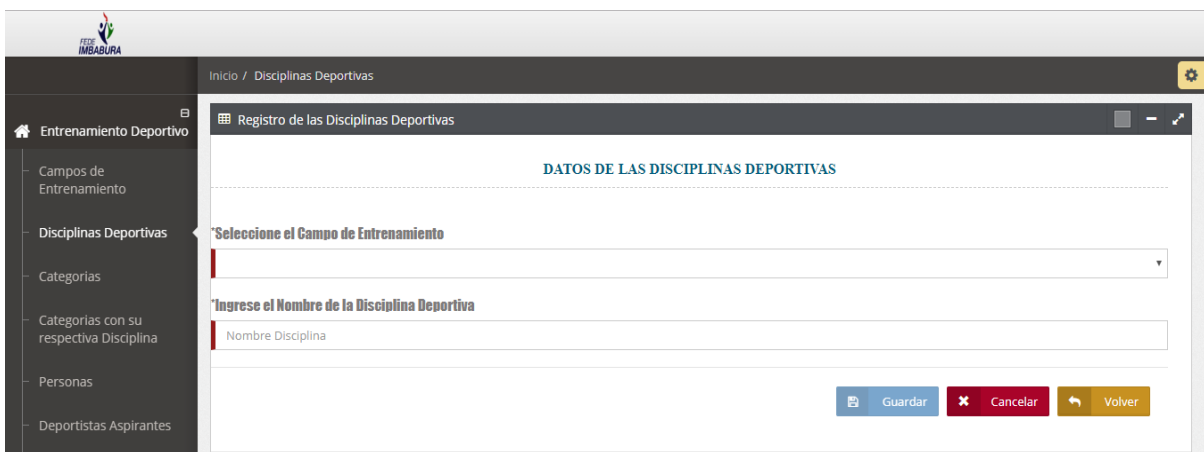 FEDE
IMBABURA
Inicio / Disciplinas Deportivas
Entrenamiento Deportivo
Campos de
Entrenamiento
Disciplinas Deportivas
Categorias
Categorias con su
respectiva Disciplina
Personas
Deportistas Aspirantes
Registro de las Disciplinas Deportivas
DATOS DE LAS DISCIPLINAS DEPORTIVAS
*Seleccione el Campo de Entrenamiento
*Ingrese el Nombre de la Disciplina Deportiva
Nombre Disciplina
Guardar Cancelar Volver